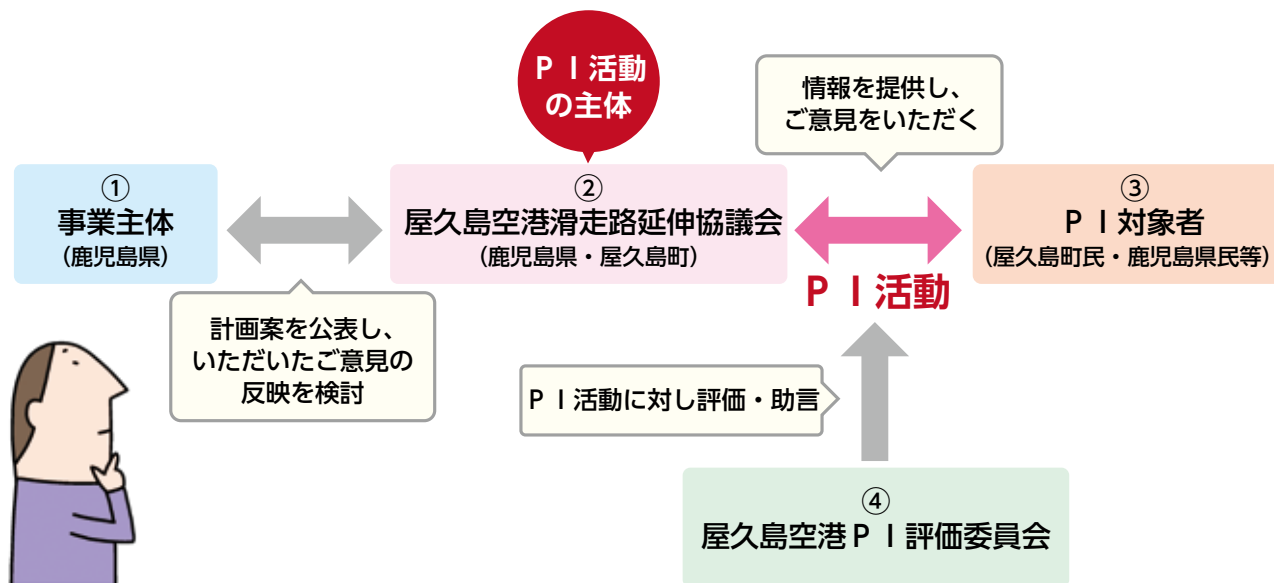 PI活動
の主体
情報を提供し、
ご意見をいただく
①
事業主体
(鹿児島県)
②
屋久島空港滑走路延伸協議会
(鹿児島県・屋久島町)
③
PI対象者
(屋久島町民・鹿児島県民等)
PI活動
計画案を公表し、
いただいたご意見の
反映を検討
PI活動に対し評価・助言
④
屋久島空港PI評価委員会